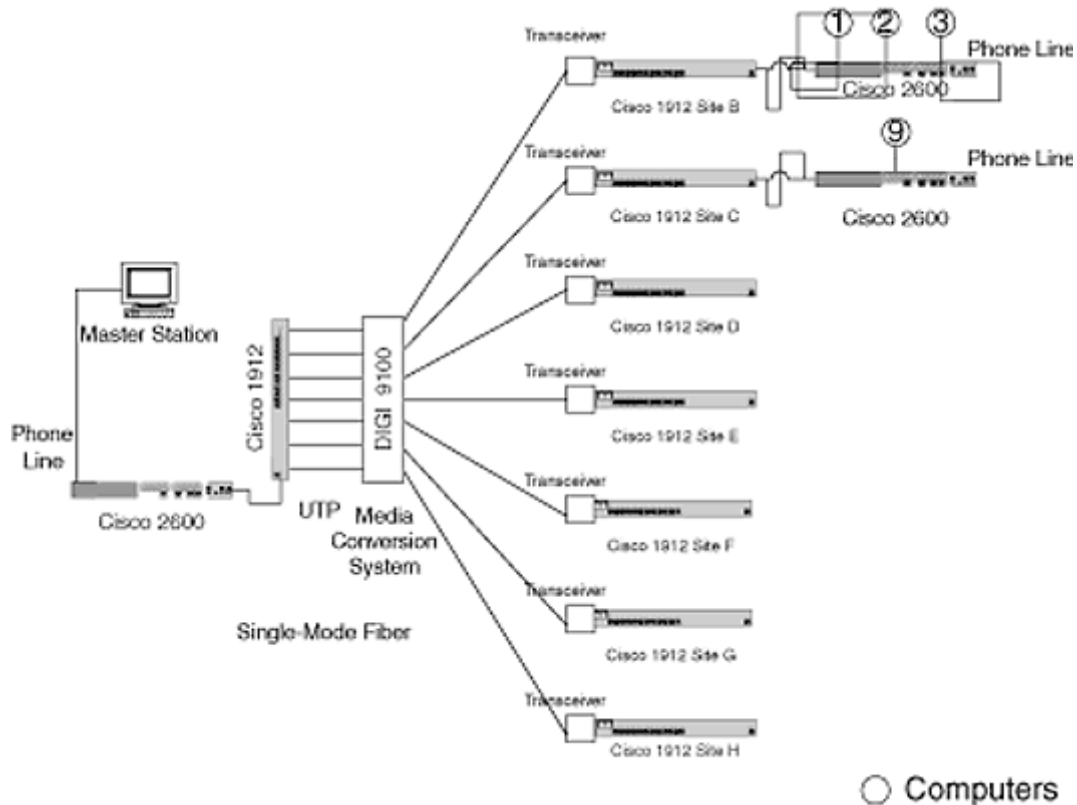 1
2
3
Transceiver
Phone Line
Cisco 2600
Cisco 1912 Site B
Transceiver
9
Phone Line
Cisco 1912 Site C
Cisco 2600
Transceiver
Cisco 1912 Site D
Master Station
Cisco 1912
DIGI 9100
Transceiver
Cisco 1912 Site E
Phone
Line
Cisco 2600
UTP
Media
Conversion
System
Transceiver
Cisco 1912 Site F
Single-Mode Fiber
Transceiver
Cisco 1912 Site G
Transceiver
Cisco 1912 Site H
Computers